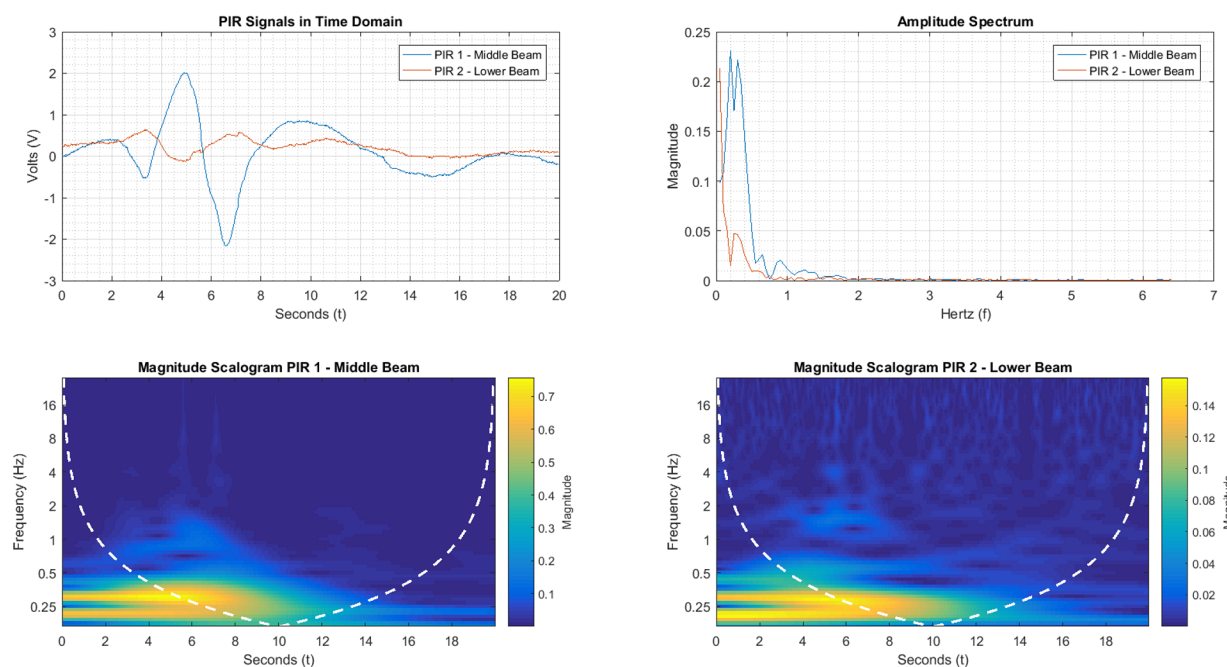 PIR Signals in Time Domain
3
2
1
0
-1
-2
-3
Volts (V)
PIR 1 - Middle Beam
PIR 2 - Lower Beam
0 2 4 6 8 10 12 14 16 18 20
Seconds (t)
Amplitude Spectrum
0.25
0.2
0.15
0.1
0.05
0
Magnitude
PIR 1 - Middle Beam
PIR 2 - Lower Beam
0 1 2 3 4 5 6 7
Hertz (f)
Magnitude Scalogram PIR 1 - Middle Beam
16
8
4
2
1
0.5
0.25
Frequency (Hz)
0 2 4 6 8 10 12 14 16 18
Seconds (t)
0.7
0.6
0.5
0.4
0.3
0.2
0.1
Magnitude
Magnitude Scalogram PIR 2 - Lower Beam
16
8
4
2
1
0.5
0.25
Frequency (Hz)
0 2 4 6 8 10 12 14 16 18
Seconds (t)
0.14
0.12
0.1
0.08
0.06
0.04
0.02
Magnitude